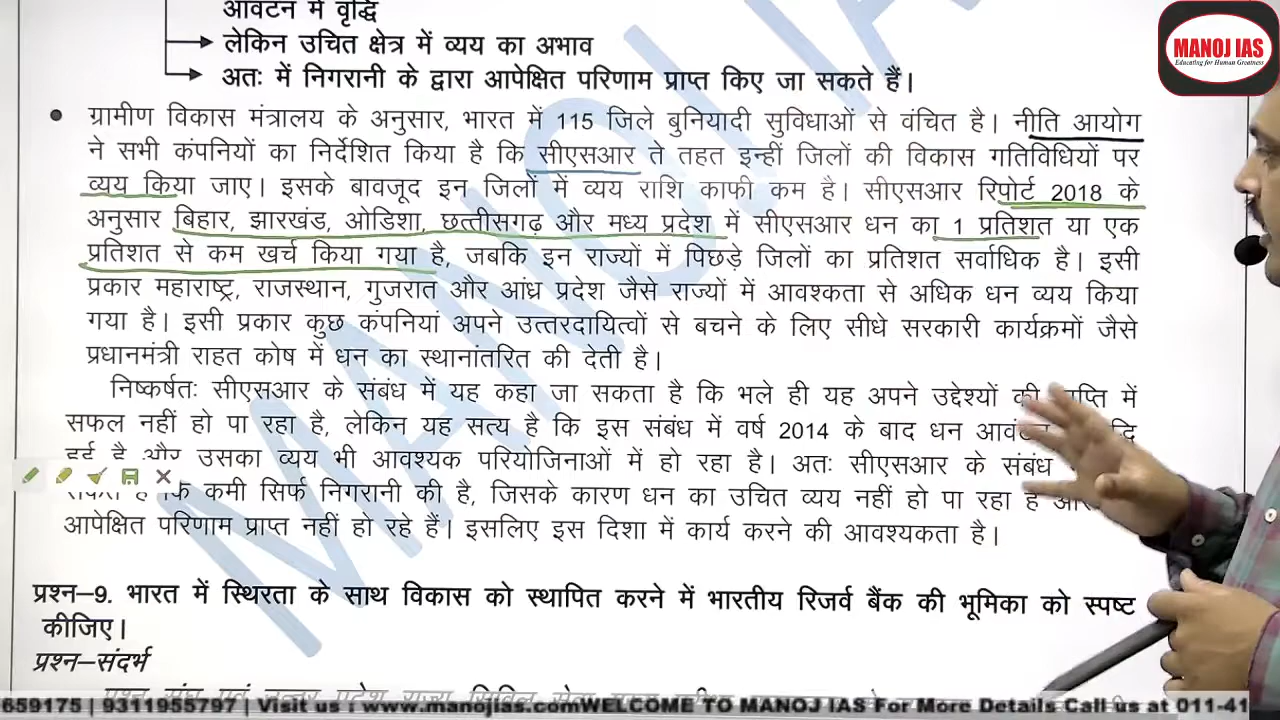 आवंटन में वृद्धि
लेकिन उचित क्षेत्र में व्यय का अभाव
अतः में निगरानी के द्वारा आपेक्षित परिणाम प्राप्त किए जा सकते हैं।
MANOJ IAS
Educating for Human Greatness
• ग्रामीण विकास मंत्रालय के अनुसार, भारत में 115 जिले बुनियादी सुविधाओं से वंचित है। नीति आयोग
ने सभी कंपनियों का निर्देशित किया है कि सीएसआर ते तहत इन्हीं जिलों की विकास गतिविधियों पर
व्यय किया जाए। इसके बावजूद इन जिलों में व्यय राशि काफी कम है। सीएसआर रिपोर्ट 2018 के
अनुसार बिहार, झारखंड, ओडिशा, छत्तीसगढ़ और मध्य प्रदेश में सीएसआर धन का 1 प्रतिशत या एक
प्रतिशत से कम खर्च किया गया है, जबकि इन राज्यों में पिछड़े जिलों का प्रतिशत सर्वाधिक है। इसी
प्रकार महाराष्ट्र, राजस्थान, गुजरात और आंध्र प्रदेश जैसे राज्यों में आवश्कता से अधिक धन व्यय किया
गया है। इसी प्रकार कुछ कंपनियां अपने उत्तरदायित्वों से बचने के लिए सीधे सरकारी कार्यक्रमों जैसे
प्रधानमंत्री राहत कोष में धन का स्थानांतरित की देती है।
निष्कर्षतः सीएसआर के संबंध में यह कहा जा सकता है कि भले ही यह अपने उद्देश्यों की में
सफल नहीं हो पा रहा है, लेकिन यह सत्य है कि इस संबंध में वर्ष 2014 के बाद धन
हुई है और उसका व्यय भी आवश्यक परियोजिनाओं में हो रहा है। अतः सीएसआर के संबंध
कि कमी सिर्फ निगरानी की है, जिसके कारण धन का उचित व्यय नहीं हो पा रहा है
आपेक्षित परिणाम प्राप्त नहीं हो रहे हैं। इसलिए इस दिशा में कार्य करने की आवश्यकता है।
प्रश्न–9. भारत में स्थिरता के साथ विकास को स्थापित करने में भारतीय रिजर्व बैंक की भूमिका को स्पष्ट
कीजिए।
प्रश्न–संदर्भ
659175 | 9311955797 | Visit us www.manojias.comWELCOME TO MANOJ IAS For More Details Call us at 011-41